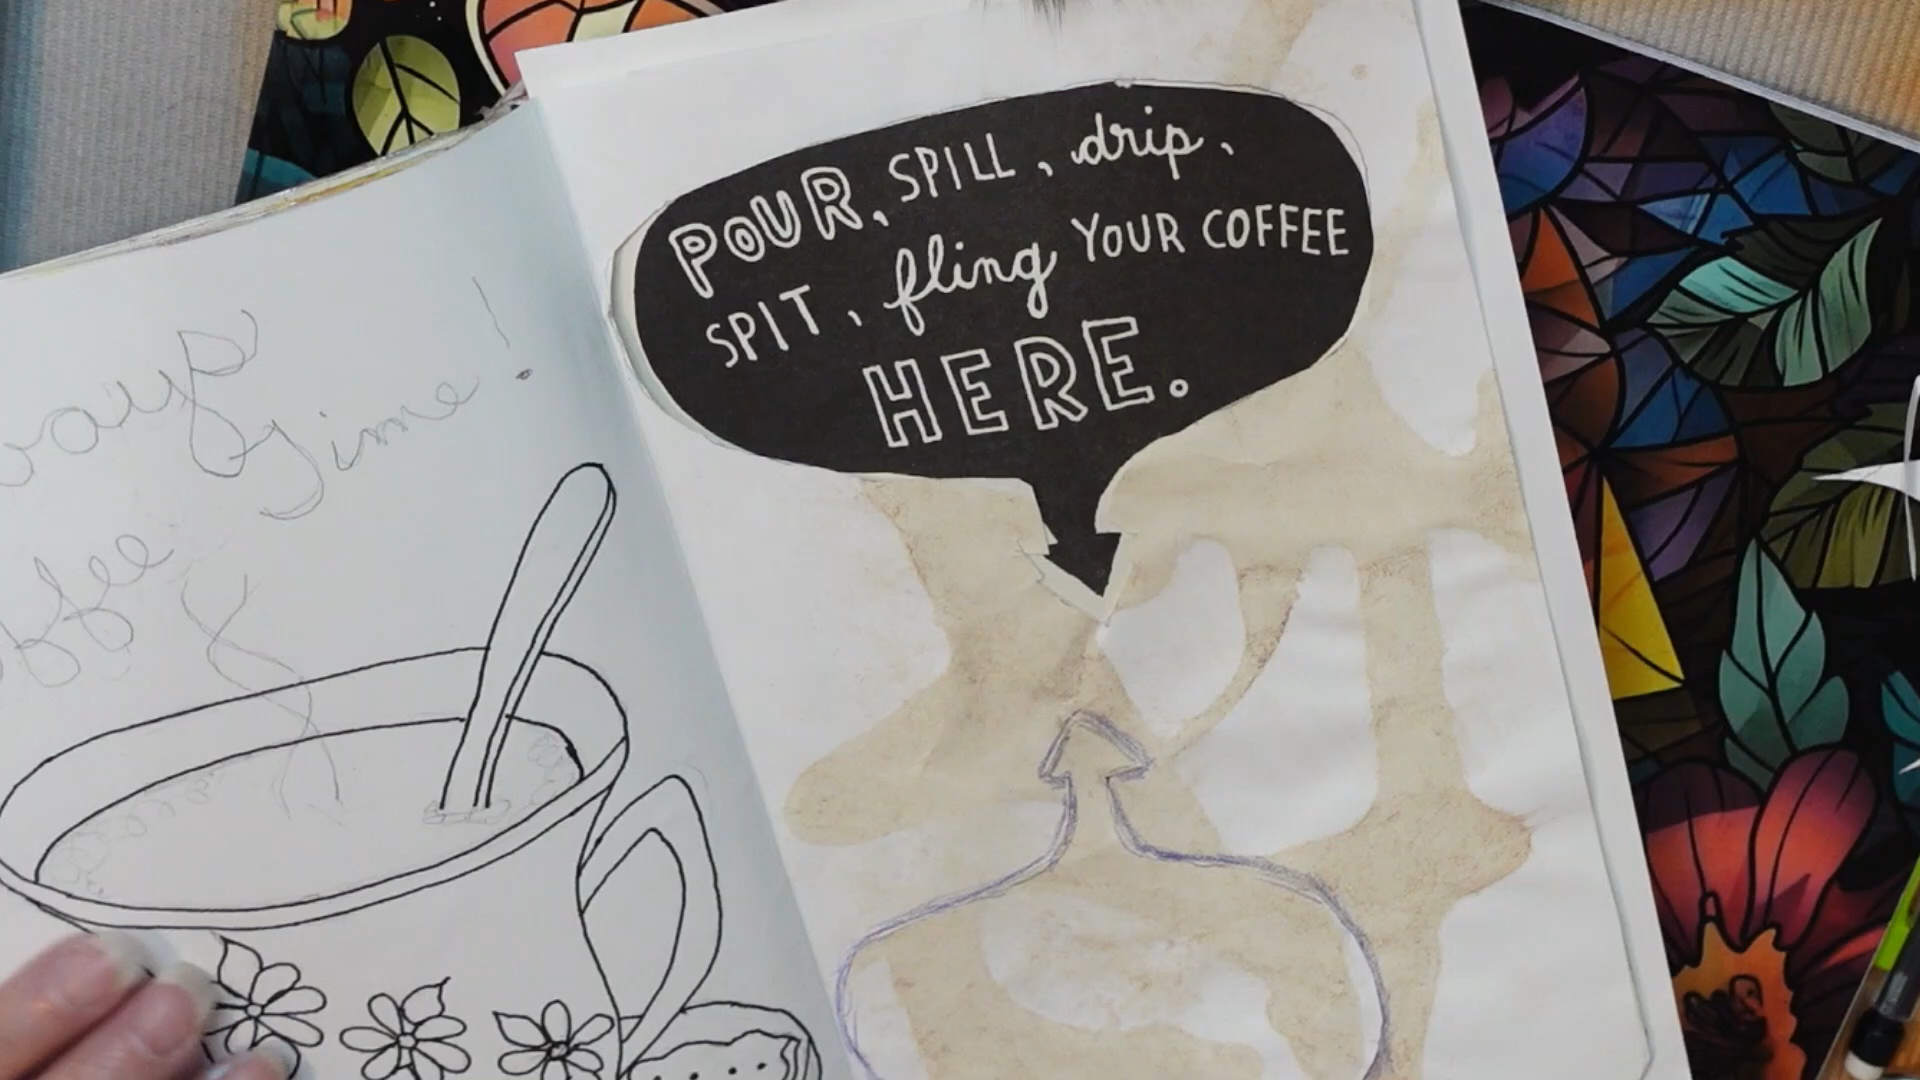 Time!
POUR, SPILL, drip,
SPIT, fling YOUR COFFEE
HERE.